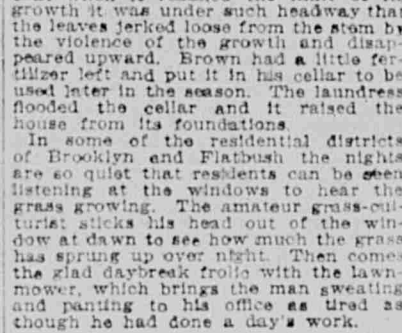 growth it was under such headway that
the leaves jerked loose from the stem by
the violence of the growth and disap-
peared upward. Brown had a little fer-
tilizer left and put it in his cellar to be
used later in the season. The laundress
flooded the cellar and it raised the
house from its foundations.
In some of the residential districts
of Brooklyn and Flatbush the nights
are so quiet that residents can be seen
listening at the windows to hear the
grass growing. The amateur grass-cul-
turist sticks his head out of the win-
dow at dawn to see how much the grass
has sprung up over night. Then comes
the glad daybreak frolic with the lawn-
mower, which brings the man sweating
and panting to his office as tired as
though he had done a day's work.